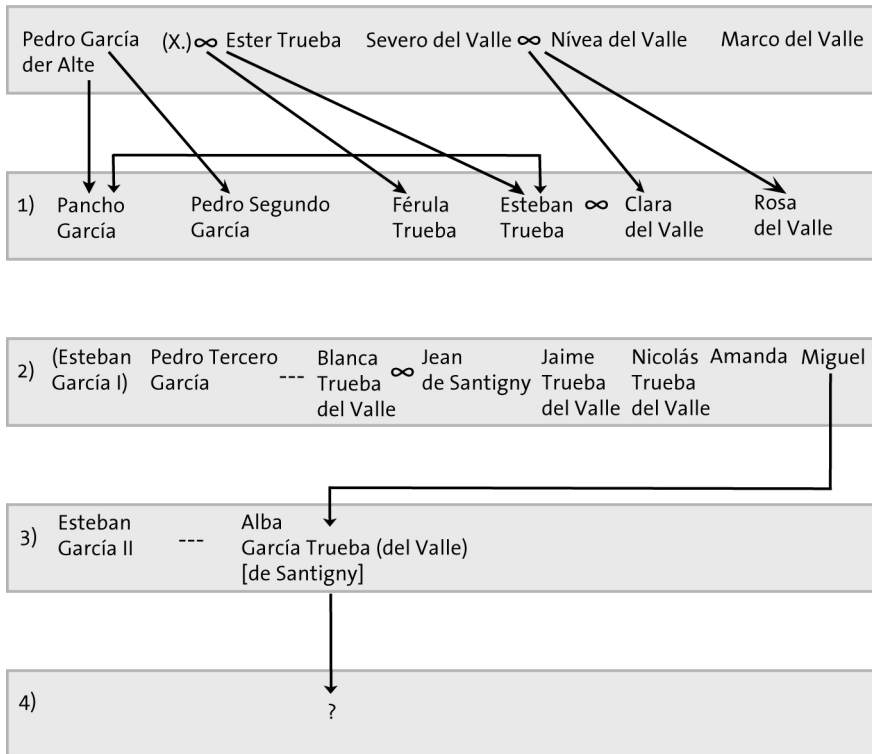 Pedro García (X.) ∞ Ester Trueba Severo del Valle ∞ Nívea del Valle Marco del Valle
der Alte
1) Pancho Pedro Segundo Férula Esteban ∞ Clara Rosa
García García Trueba Trueba del Valle del Valle
2) (Esteban Pedro Tercero --- Blanca ∞ Jean Jaime Nicolás Amanda Miguel
García I) García Trueba de Santigny Trueba Trueba
del Valle del Valle del Valle
3) Esteban --- Alba
García II García Trueba (del Valle)
[de Santigny]
4) ?